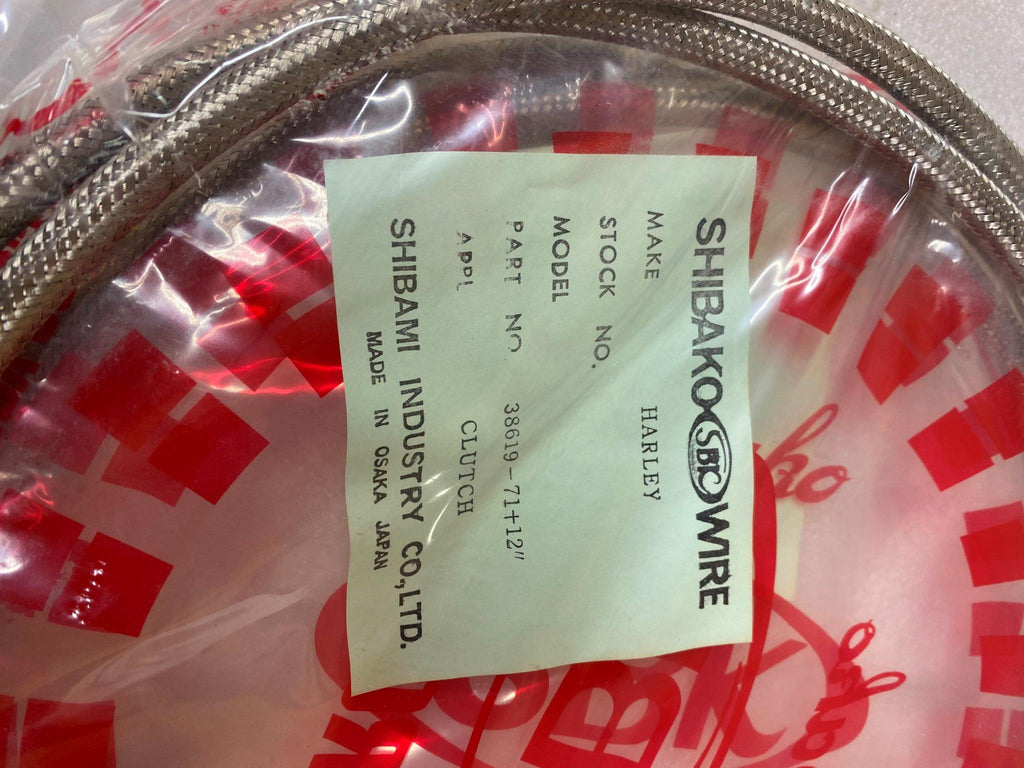 SHIBAKO SBC WIRE
MAKE HARLEY
STOCK NO.
MODEL
PART NO. 38619-71+12"
APPL CLUTCH
SHIBAMI INDUSTRY CO.,LTD.
MADE IN OSAKA JAPAN